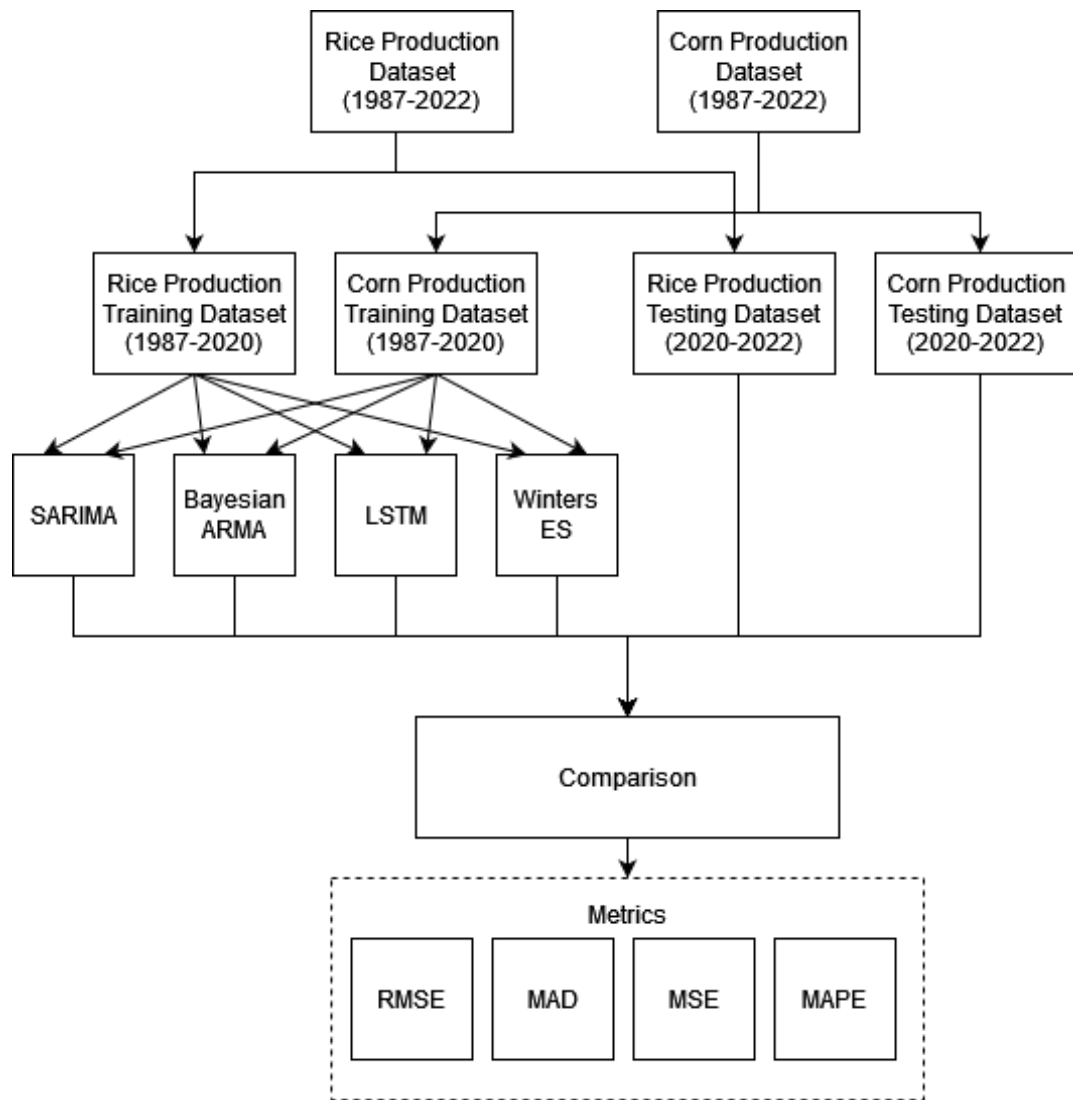 Rice Production
Dataset
(1987-2022)
Corn Production
Dataset
(1987-2022)
Rice Production
Training Dataset
(1987-2020)
Corn Production
Training Dataset
(1987-2020)
Rice Production
Testing Dataset
(2020-2022)
Corn Production
Testing Dataset
(2020-2022)
SARIMA
Bayesian
ARMA
LSTM
Winters
ES
Comparison
Metrics
RMSE
MAD
MSE
MAPE